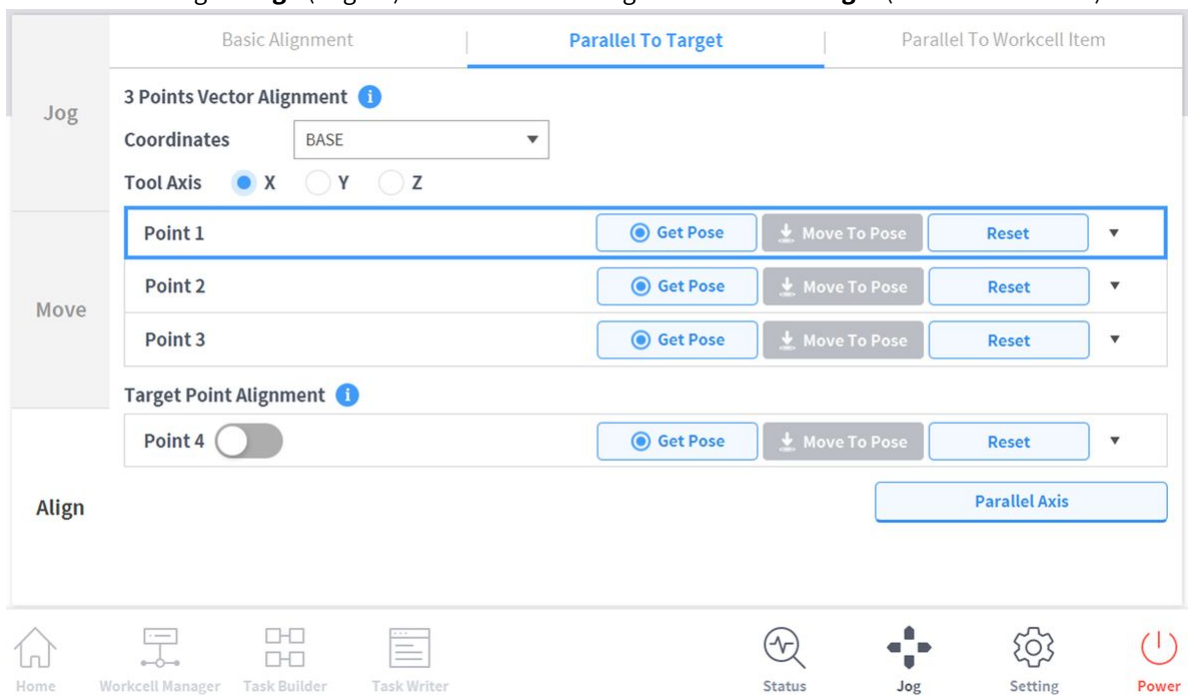 Basic Alignment
Parallel To Target
Parallel To Workcell Item
Jog
Move
Align
3 Points Vector Alignment
Coordinates BASE
Tool Axis X Y Z
Point 1 Get Pose Move To Pose Reset
Point 2 Get Pose Move To Pose Reset
Point 3 Get Pose Move To Pose Reset
Target Point Alignment
Point 4 Get Pose Move To Pose Reset
Parallel Axis
Home Workcell Manager Task Builder Task Writer Status Jog Setting Power